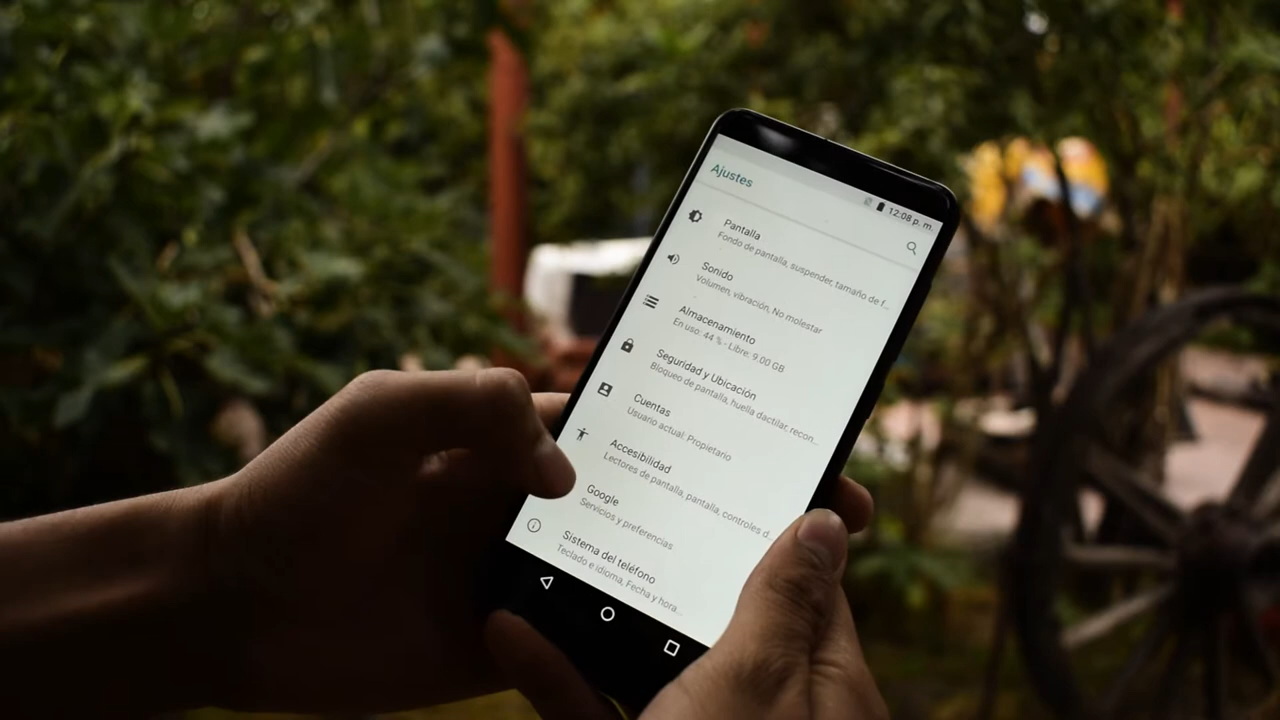 12:08 p. m.
Ajustes
Pantalla
Fondo de pantalla, suspender, tamaño de f...
Sonido
Volumen, vibración, No molestar
Almacenamiento
En uso: 44 % - Libre: 9.00 GB
Seguridad y Ubicación
Bloqueo de pantalla, huella dactilar, recon...
Cuentas
Usuario actual: Propietario
Accesibilidad
Lectores de pantalla, pantalla, controles d...
Google
Servicios y preferencias
Sistema del teléfono
Teclado e idioma, Fecha y hora...